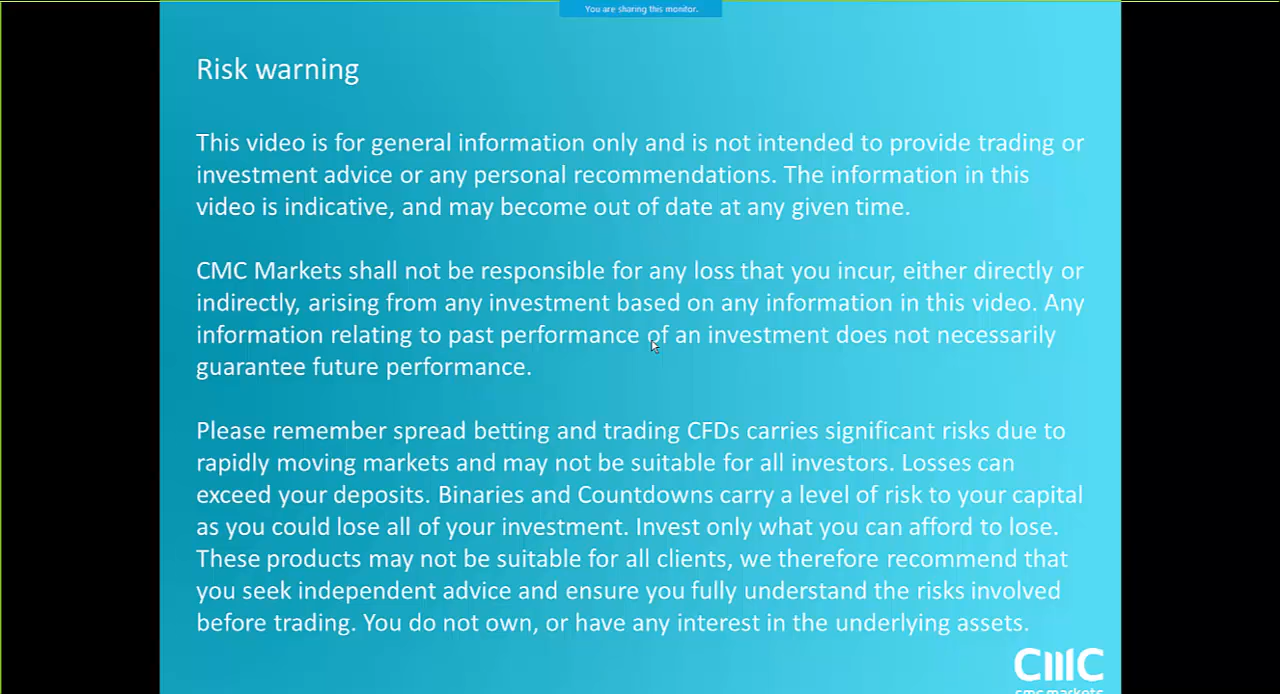 You are sharing this monitor.
Risk warning
This video is for general information only and is not intended to provide trading or
investment advice or any personal recommendations. The information in this
video is indicative, and may become out of date at any given time.
CMC Markets shall not be responsible for any loss that you incur, either directly or
indirectly, arising from any investment based on any information in this video. Any
information relating to past performance of an investment does not necessarily
guarantee future performance.
Please remember spread betting and trading CFDs carries significant risks due to
rapidly moving markets and may not be suitable for all investors. Losses can
exceed your deposits. Binaries and Countdowns carry a level of risk to your capital
as you could lose all of your investment. Invest only what you can afford to lose.
These products may not be suitable for all clients, we therefore recommend that
you seek independent advice and ensure you fully understand the risks involved
before trading. You do not own, or have any interest in the underlying assets.
CMC
cmc markets